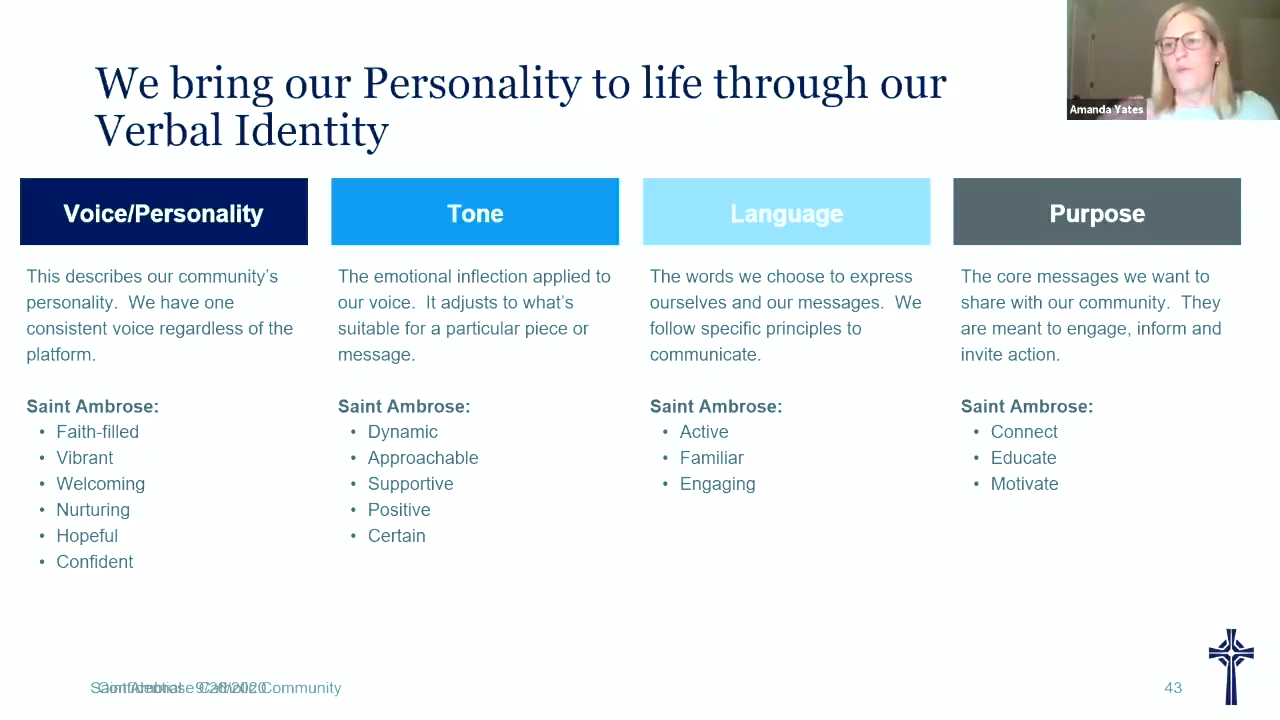 We bring our Personality to life through our
Verbal Identity
Amanda Yates
Voice/Personality
This describes our community's
personality.  We have one
consistent voice regardless of the
platform.
Saint Ambrose:
• Faith-filled
• Vibrant
• Welcoming
• Nurturing
• Hopeful
• Confident
Tone
The emotional inflection applied to
our voice.  It adjusts to what's
suitable for a particular piece or
message.
Saint Ambrose:
• Dynamic
• Approachable
• Supportive
• Positive
• Certain
Language
The words we choose to express
ourselves and our messages.  We
follow specific principles to
communicate.
Saint Ambrose:
• Active
• Familiar
• Engaging
Purpose
The core messages we want to
share with our community.  They
are meant to engage, inform and
invite action.
Saint Ambrose:
• Connect
• Educate
• Motivate
Saint Ambrose Catholic Community
43